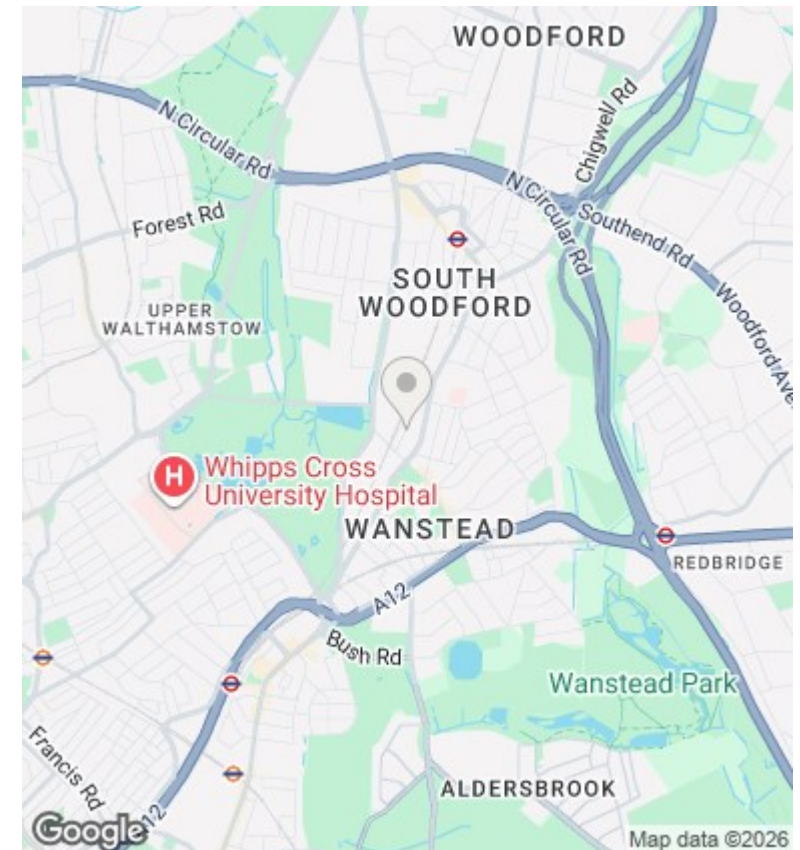 WOODFORD
Chigwell Rd
N Circular Rd
N Circular Rd
Southend Rd
Forest Rd
SOUTH
WOODFORD
UPPER
WALTHAMSTOW
Woodford Ave
H
Whipps Cross
University Hospital
WANSTEAD
REDBRIDGE
A12
Bush Rd
Wanstead Park
Francis Rd
ALDERSBROOK
A12
Google
Map data ©2026